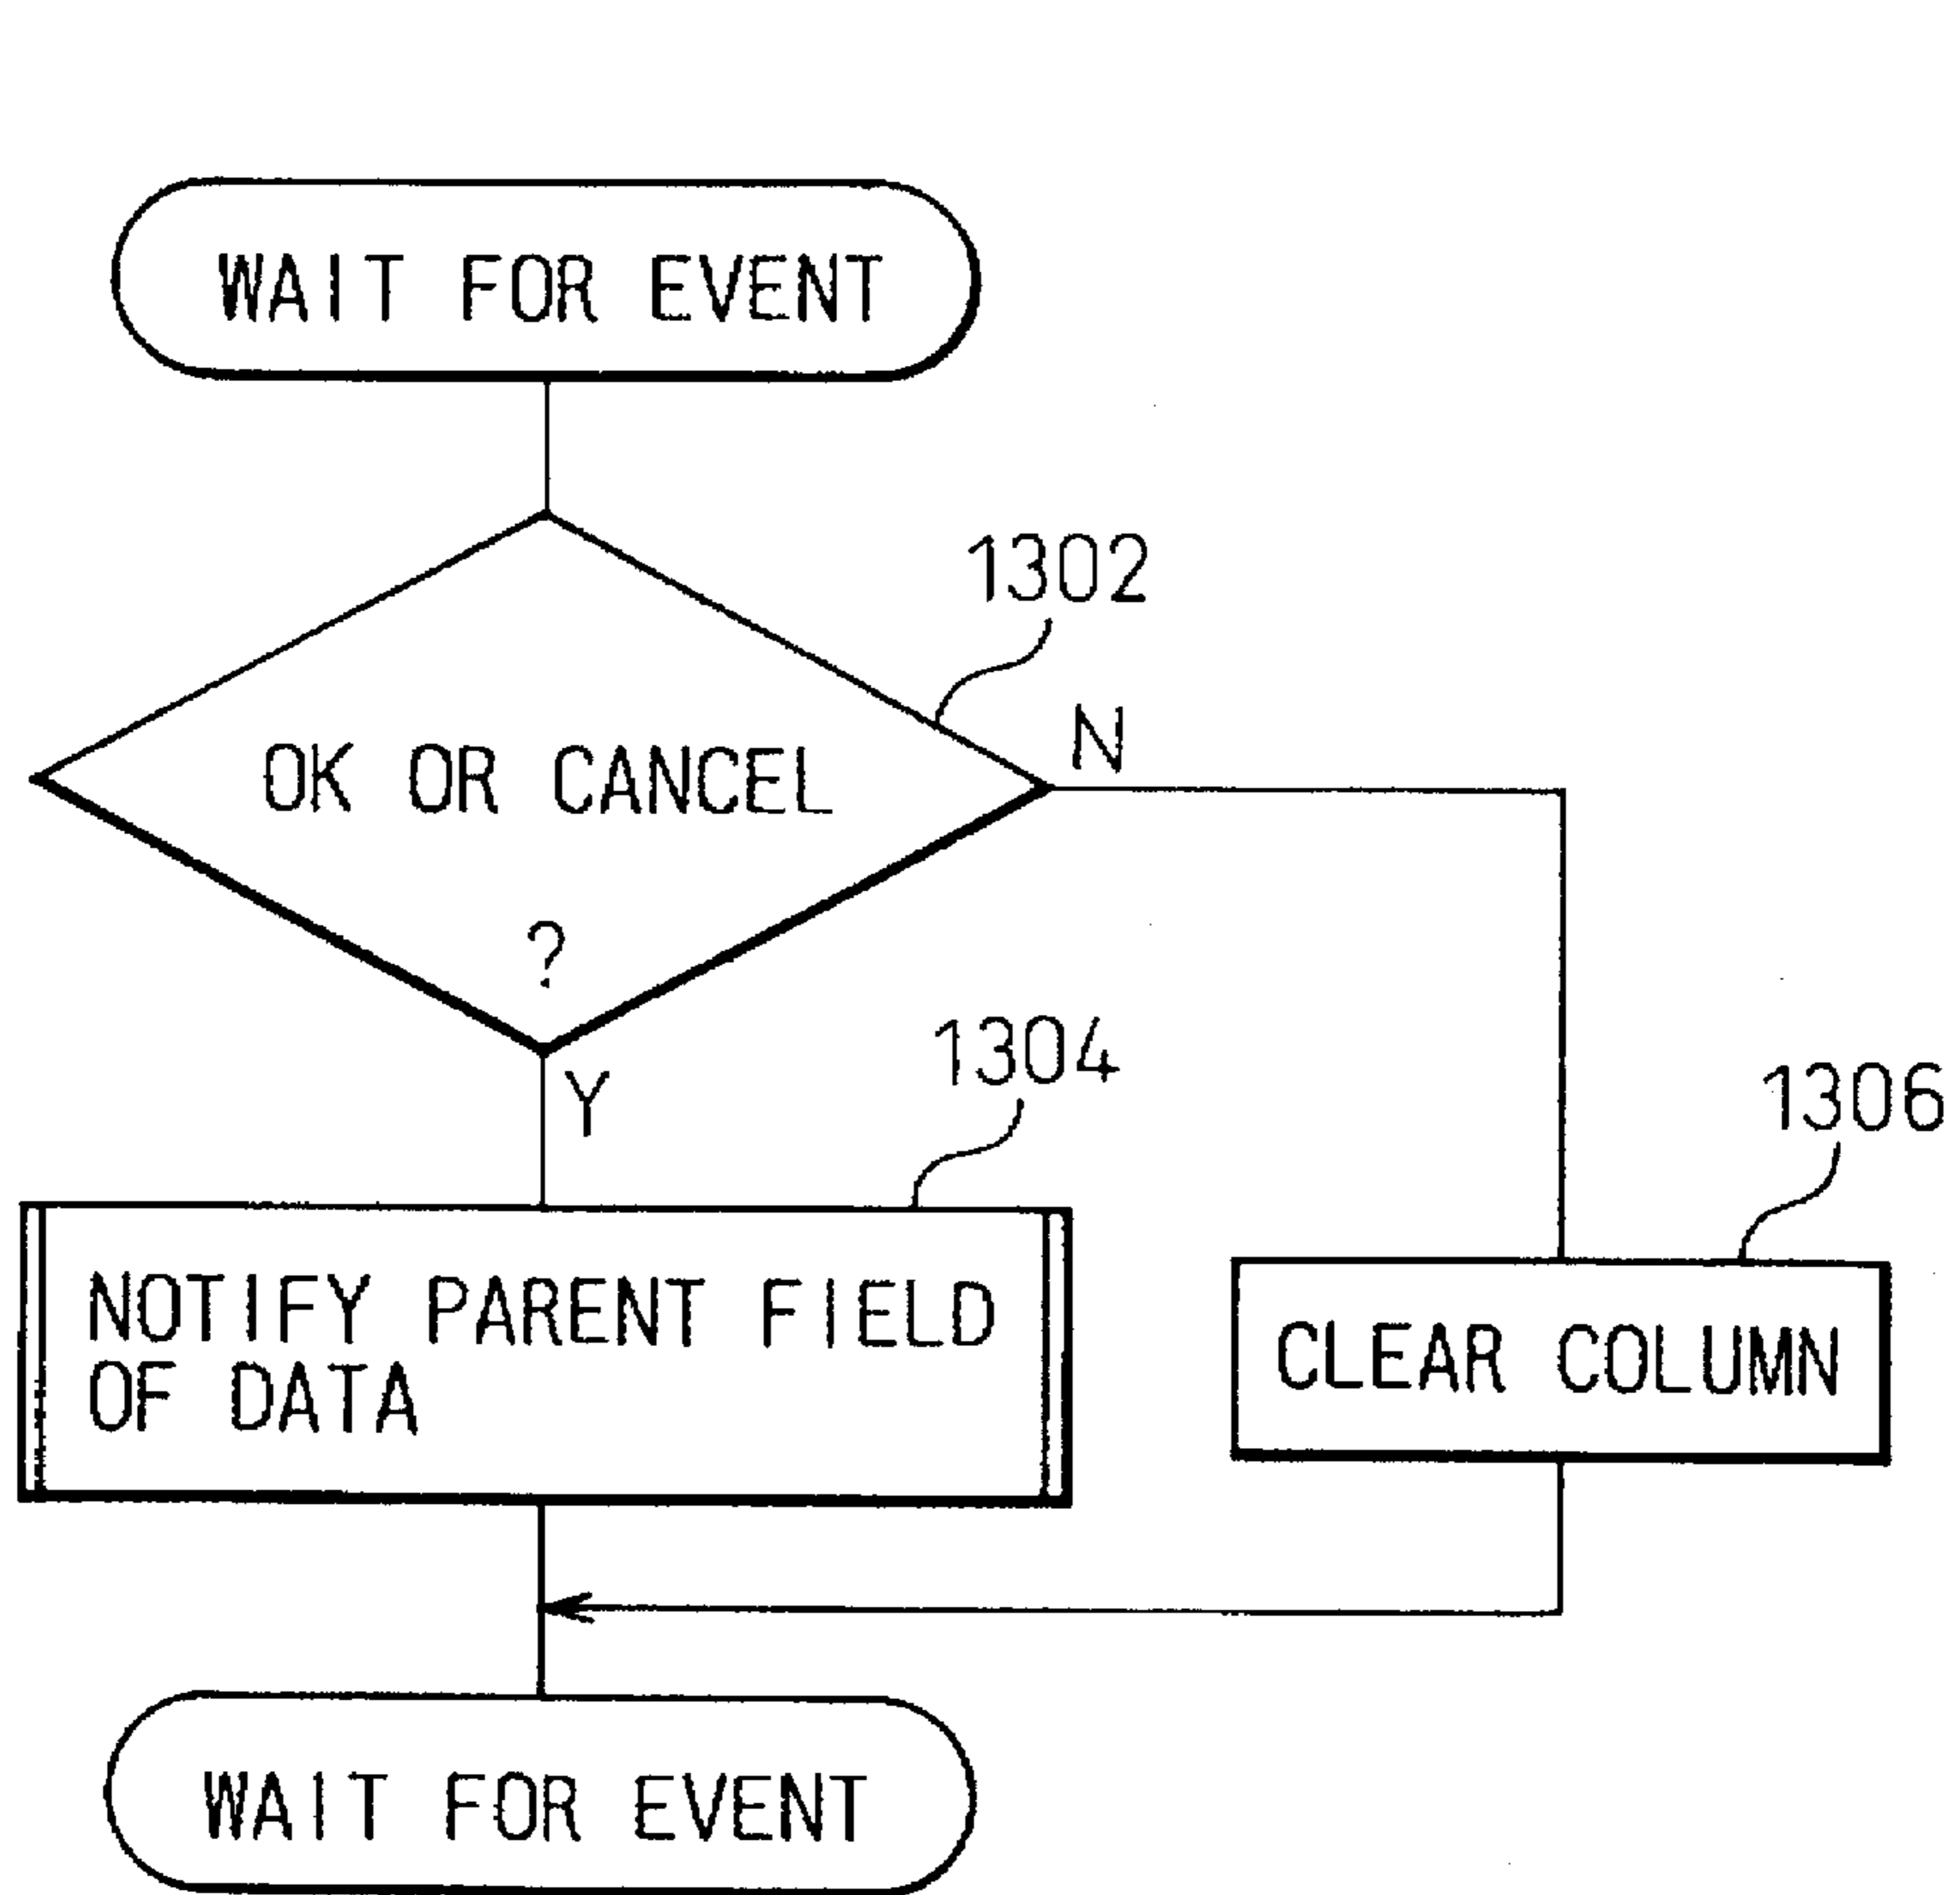 WAIT FOR EVENT
1302
N
OK OR CANCEL
?
Y
1304
NOTIFY PARENT FIELD
OF DATA
1306
CLEAR COLUMN
WAIT FOR EVENT